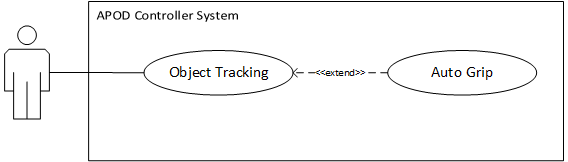 APOD Controller System
Object Tracking
<<extend>>
Auto Grip